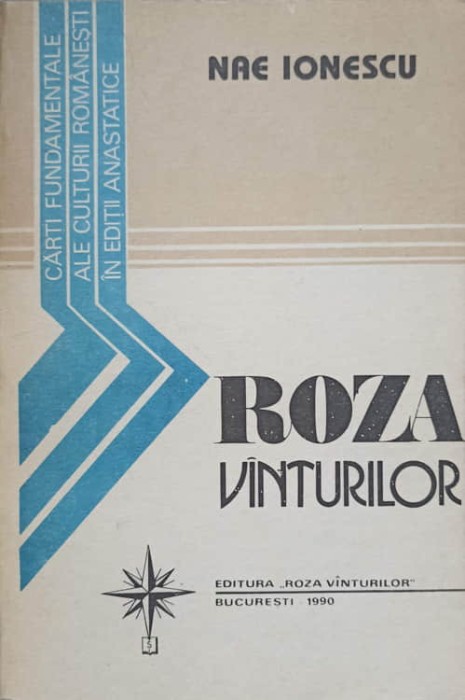 NAE IONESCU
CĂRȚI FUNDAMENTALE
ALE CULTURII ROMÂNEȘTI
ÎN EDIȚII ANASTATICE
ROZA
VÎNTURILOR
EDITURA „ROZA VÎNTURILOR"
BUCUREȘTI - 1990